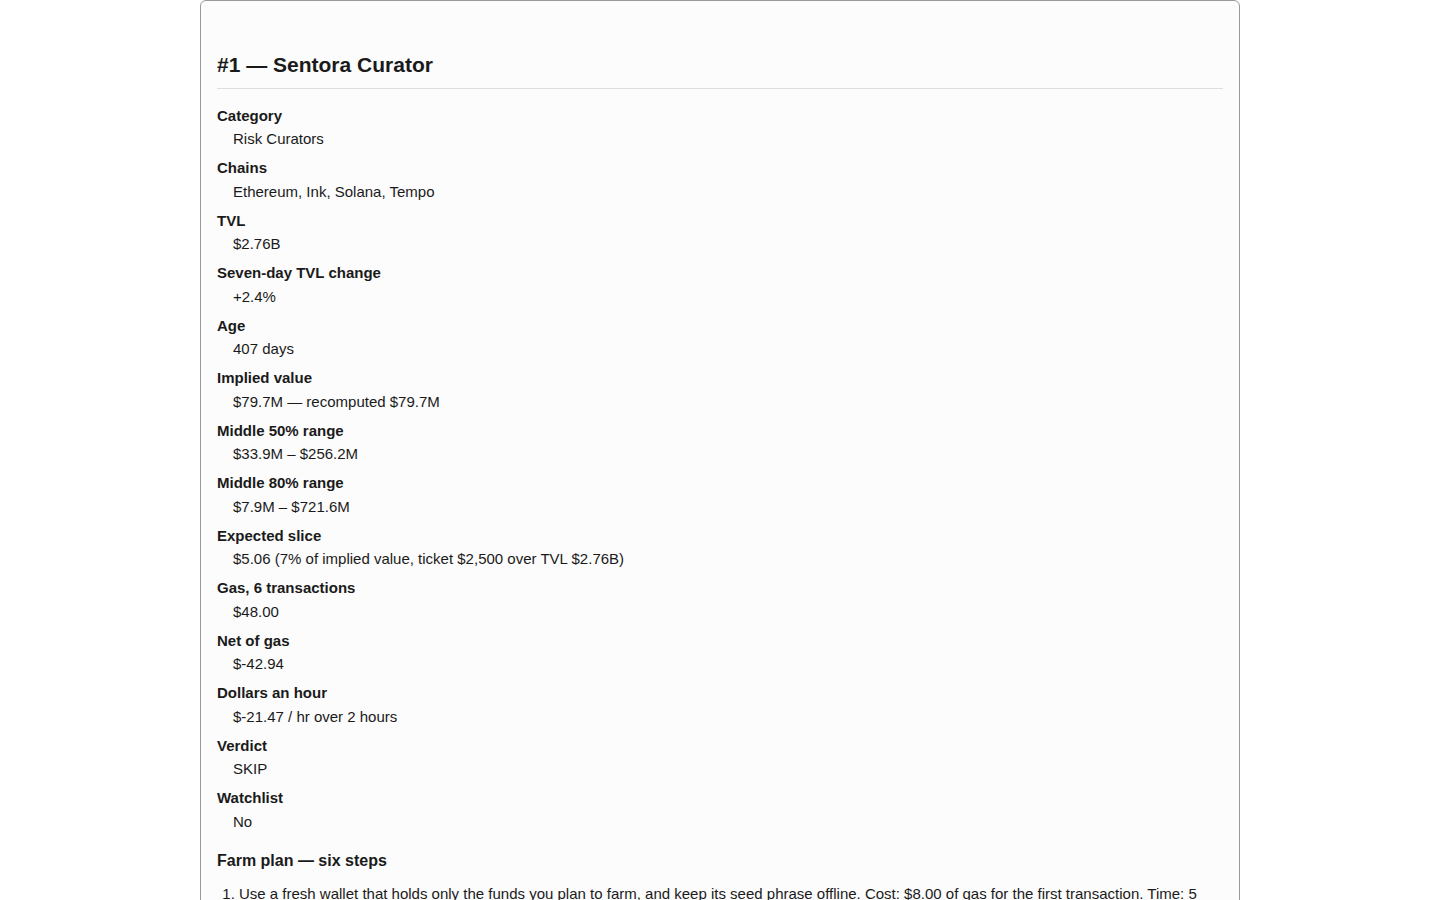 #1 — Sentora Curator
Category
Risk Curators
Chains
Ethereum, Ink, Solana, Tempo
TVL
$2.76B
Seven-day TVL change
+2.4%
Age
407 days
Implied value
$79.7M — recomputed $79.7M
Middle 50% range
$33.9M – $256.2M
Middle 80% range
$7.9M – $721.6M
Expected slice
$5.06 (7% of implied value, ticket $2,500 over TVL $2.76B)
Gas, 6 transactions
$48.00
Net of gas
$-42.94
Dollars an hour
$-21.47 / hr over 2 hours
Verdict
SKIP
Watchlist
No
Farm plan — six steps
1. Use a fresh wallet that holds only the funds you plan to farm, and keep its seed phrase offline. Cost: $8.00 of gas for the first transaction. Time: 5